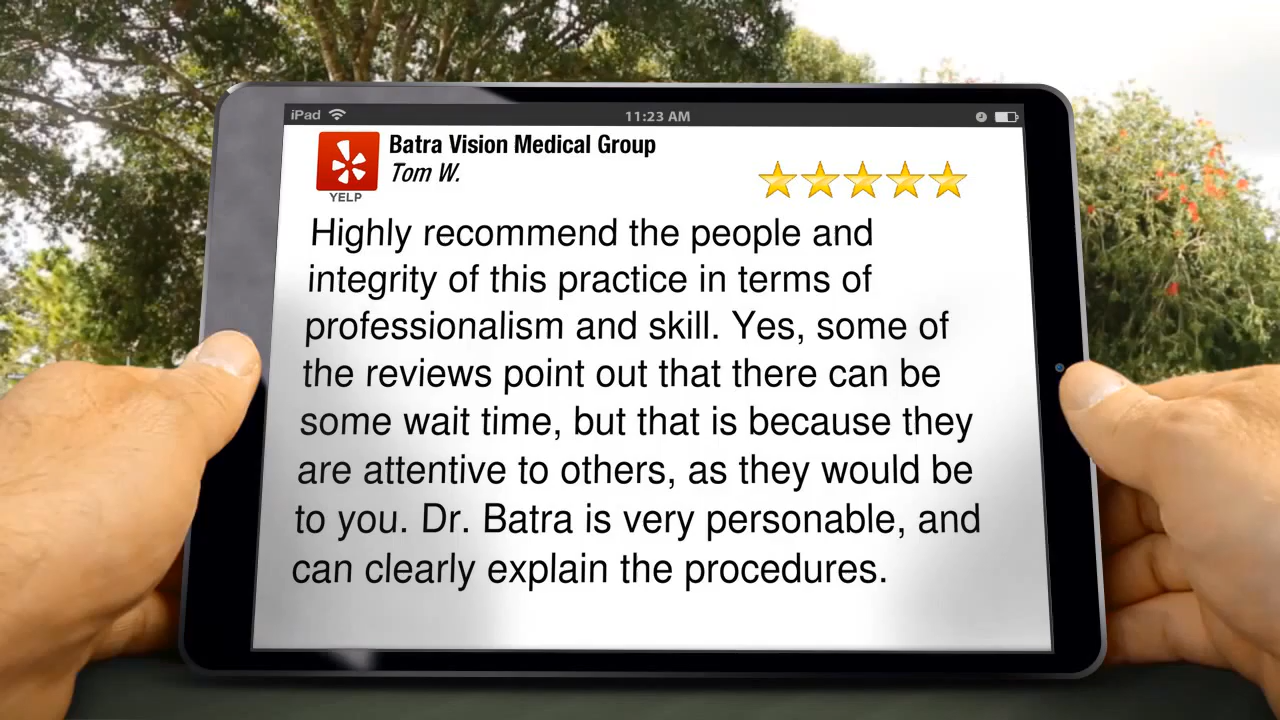 iPad
11:23 AM
Batra Vision Medical Group
Tom W.
YELP
Highly recommend the people and
integrity of this practice in terms of
professionalism and skill. Yes, some of
the reviews point out that there can be
some wait time, but that is because they
are attentive to others, as they would be
to you. Dr. Batra is very personable, and
can clearly explain the procedures.